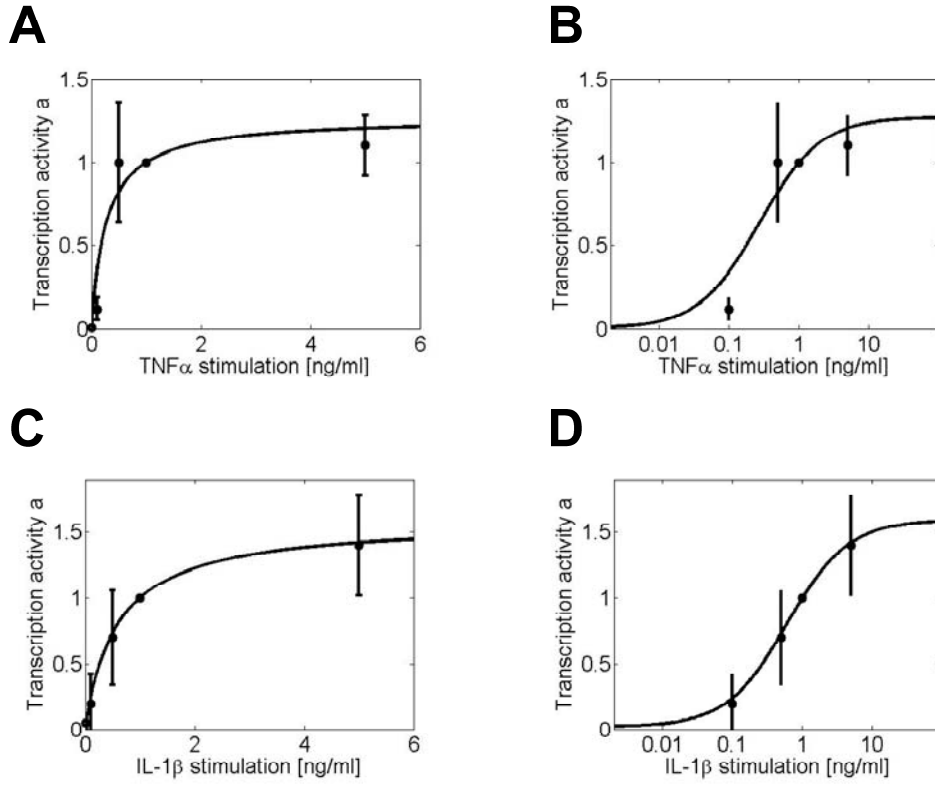 A
Transcription activity a
1.5
1
0.5
0
0 2 4 6
TNFα stimulation [ng/ml]
B
Transcription activity a
1.5
1
0.5
0
0.01 0.1 1 10
TNFα stimulation [ng/ml]
C
Transcription activity a
1.5
1
0.5
0
0 2 4 6
IL-1β stimulation [ng/ml]
D
Transcription activity a
1.5
1
0.5
0
0.01 0.1 1 10
IL-1β stimulation [ng/ml]